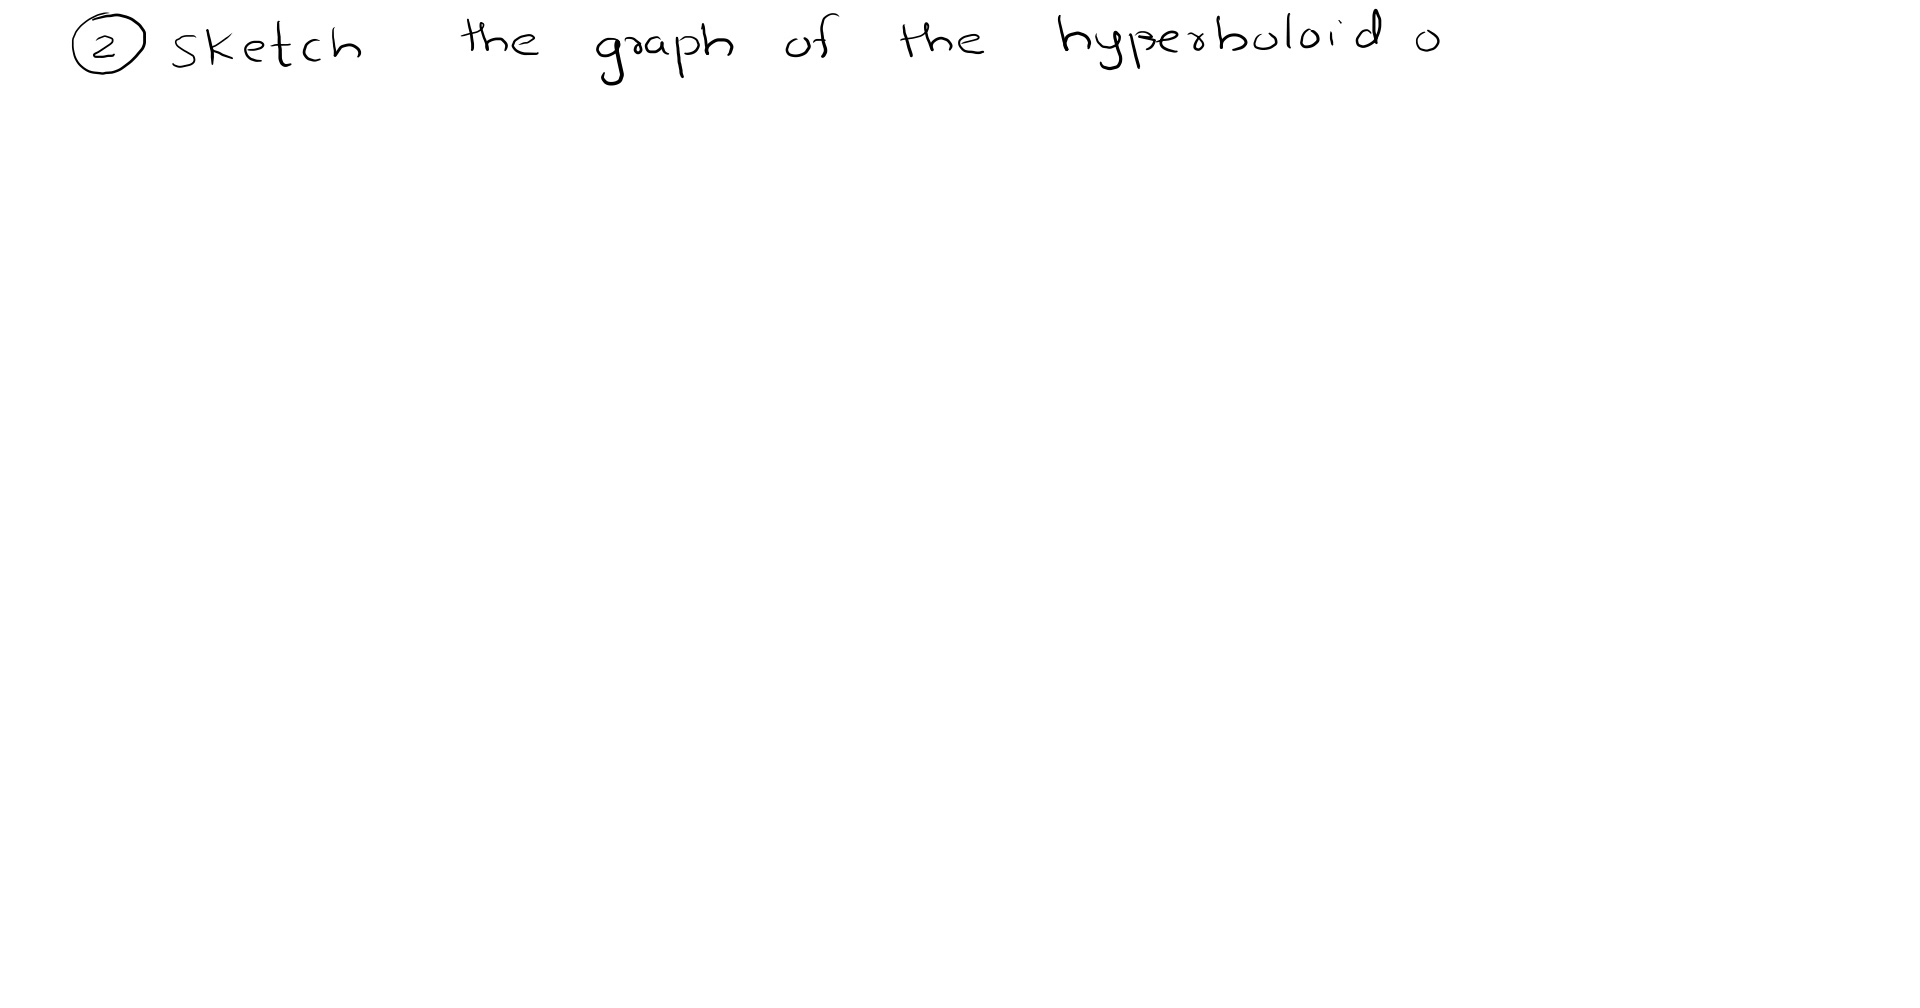 ② sketch the graph of the hyperboloid o